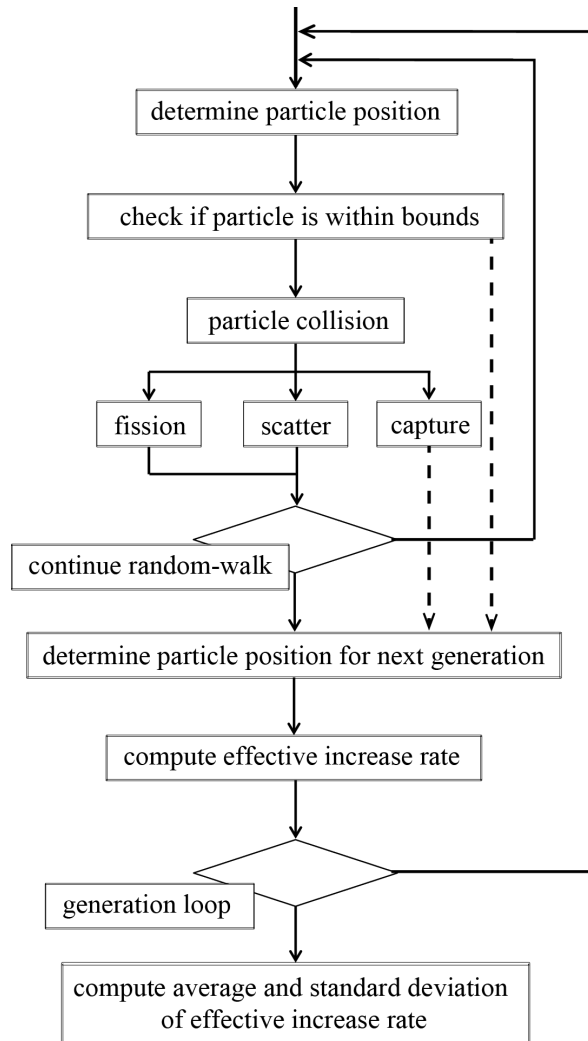 determine particle position
check if particle is within bounds
particle collision
fission
scatter
capture
continue random-walk
determine particle position for next generation
compute effective increase rate
generation loop
compute average and standard deviation
of effective increase rate